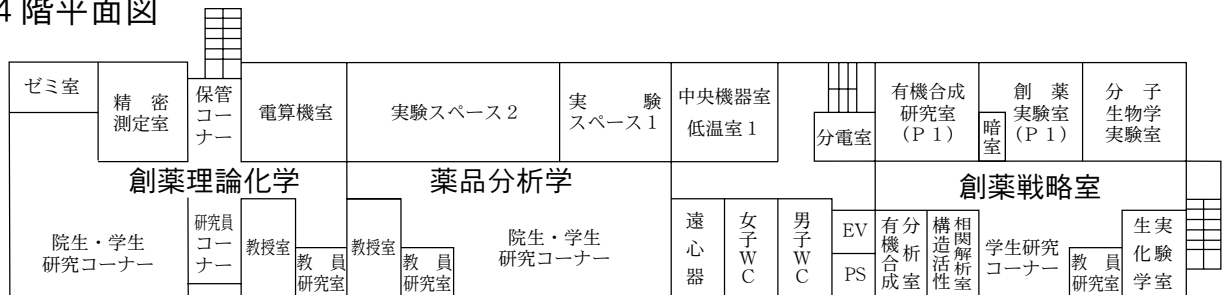 4階平面図
ゼミ室
精　密
測定室
保管
コー
ナー
電算機室
実験スペース2
実　　　験
スペース1
中央機器室
低温室1
分電室
有機合成
研究室
(P1)
暗室
創　薬
実験室
(P1)
分　子
生物学
実験室
創薬理論化学
薬品分析学
創薬戦略室
院生・学生
研究コーナー
研究員
コー
ナー
教授室
教　員
研究室
教授室
教　員
研究室
院生・学生
研究コーナー
遠心器
女子WC
男子WC
EV
PS
有機合成
分析室
構造活性
相関解析室
学生研究
コーナー
教　員
研究室
生化学
実験室